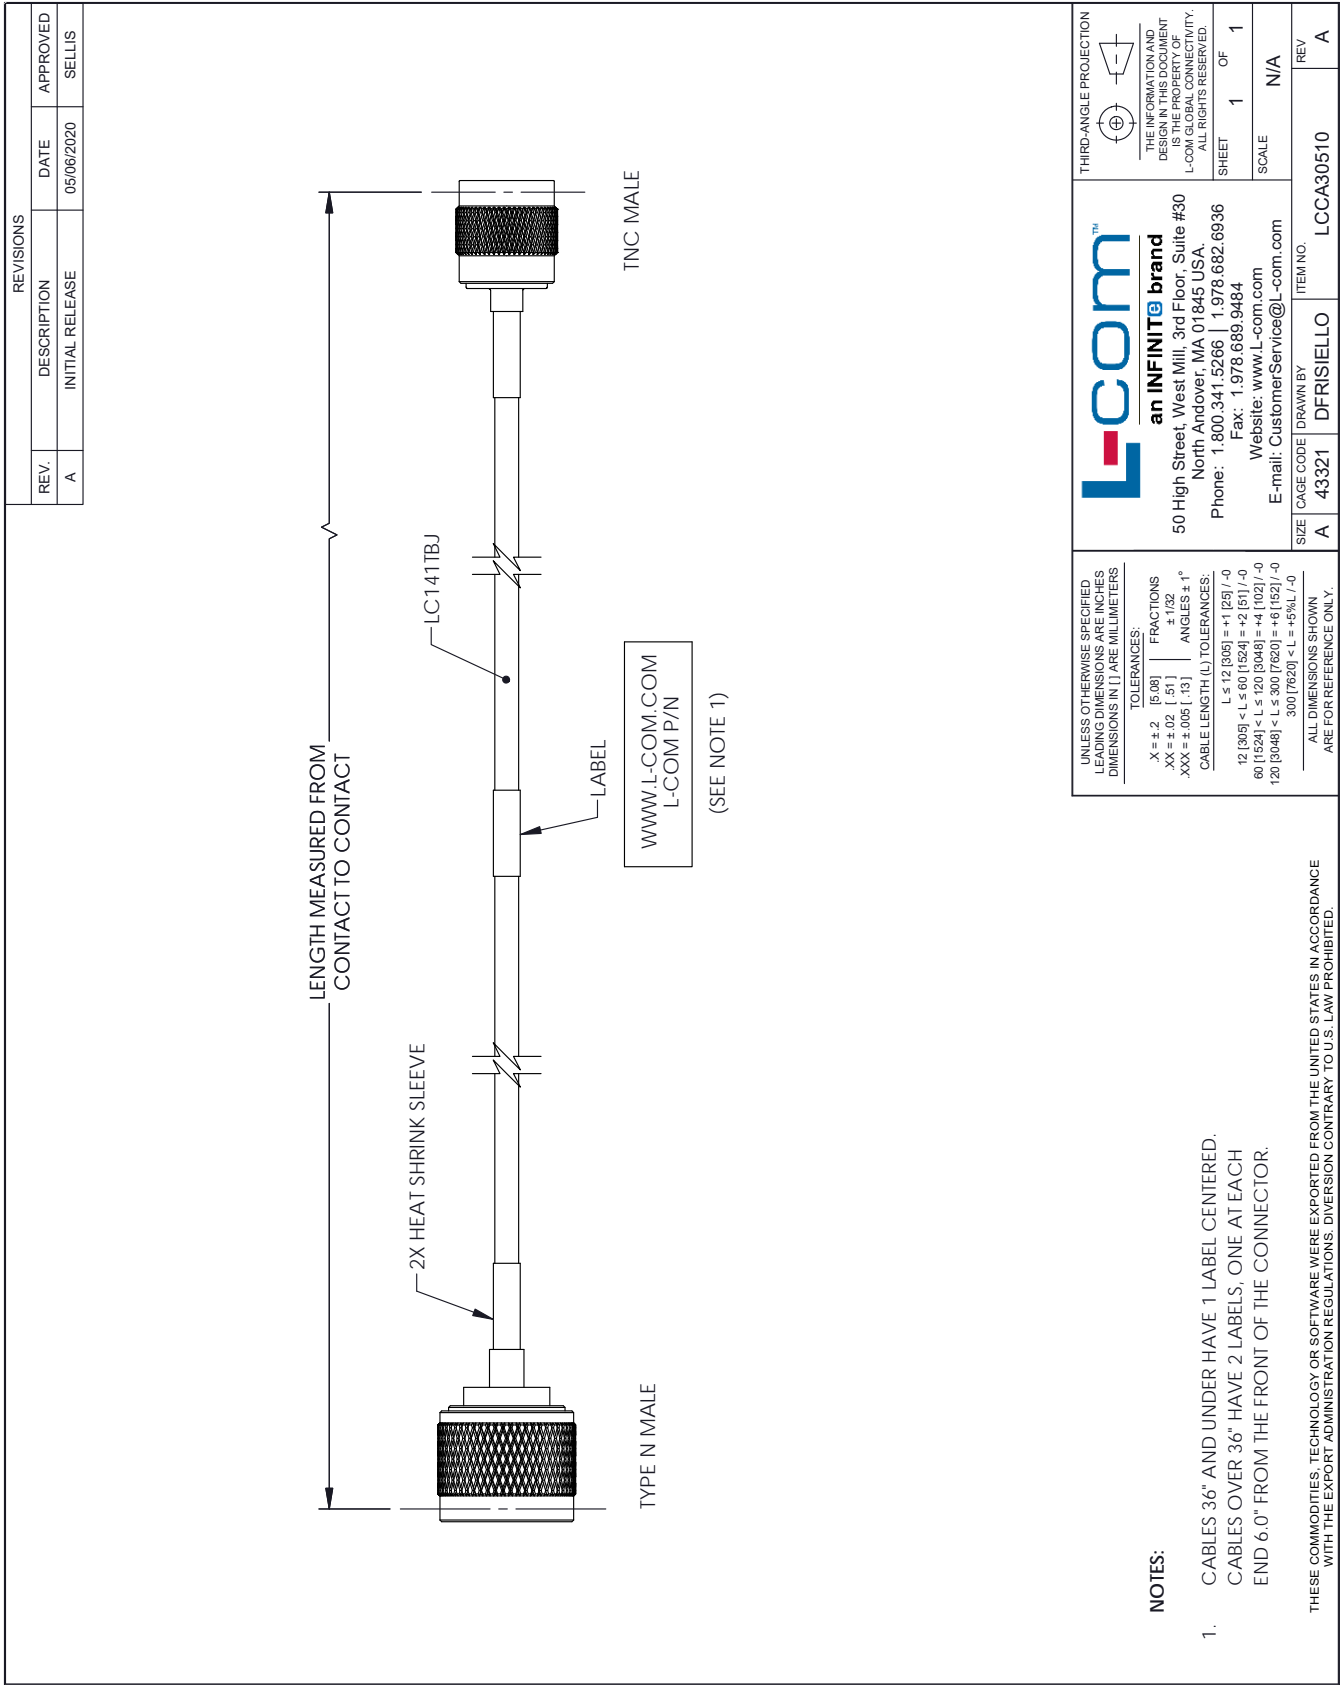 REVISIONS
REV. DESCRIPTION DATE APPROVED
A INITIAL RELEASE 05/06/2020 SELLIS
LENGTH MEASURED FROM
CONTACT TO CONTACT
2X HEAT SHRINK SLEEVE
LC141TBJ
LABEL
TYPE N MALE
TNC MALE
WWW.L-COM.COM
L-COM P/N
(SEE NOTE 1)
NOTES:
1. CABLES 36" AND UNDER HAVE 1 LABEL CENTERED.
CABLES OVER 36" HAVE 2 LABELS, ONE AT EACH
END 6.0" FROM THE FRONT OF THE CONNECTOR.
THESE COMMODITIES, TECHNOLOGY OR SOFTWARE WERE EXPORTED FROM THE UNITED STATES IN ACCORDANCE
WITH THE EXPORT ADMINISTRATION REGULATIONS. DIVERSION CONTRARY TO U.S. LAW PROHIBITED.
UNLESS OTHERWISE SPECIFIED
LEADING DIMENSIONS ARE INCHES
DIMENSIONS IN [ ] ARE MILLIMETERS
TOLERANCES:
.X = ±.2 [5.08] FRACTIONS
.XX = ±.02 [.51] ± 1/32
.XXX = ±.005 [.13] ANGLES ± 1°
CABLE LENGTH (L) TOLERANCES:
L ≤ 12 [305] = +1 [25] / -0
12 [305] < L ≤ 60 [1524] = +2 [51] / -0
60 [1524] < L ≤ 120 [3048] = +4 [102] / -0
120 [3048] < L ≤ 300 [7620] = +6 [152] / -0
300 [7620] < L = +5%L / -0
ALL DIMENSIONS SHOWN
ARE FOR REFERENCE ONLY.
L-com™
an INFINITe brand
50 High Street, West Mill, 3rd Floor, Suite #30
North Andover, MA 01845 USA.
Phone: 1.800.341.5266 | 1.978.682.6936
Fax: 1.978.689.9484
Website: www.L-com.com
E-mail: CustomerService@L-com.com
THIRD-ANGLE PROJECTION
THE INFORMATION AND
DESIGN IN THIS DOCUMENT
IS THE PROPERTY OF
L-COM GLOBAL CONNECTIVITY.
ALL RIGHTS RESERVED.
SHEET 1 OF 1
SCALE N/A
SIZE CAGE CODE DRAWN BY ITEM NO. REV
A 43321 DFRISIELLO LCCA30510 A